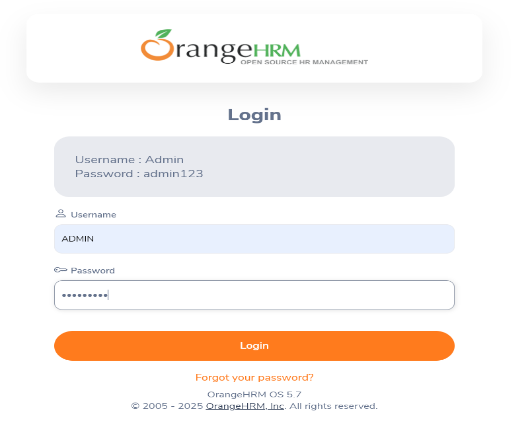 OrangeHRM
OPEN SOURCE HR MANAGEMENT
Login
Username : Admin
Password : admin123
Username
ADMIN
Password
•••••••••
Login
Forgot your password?
OrangeHRM OS 5.7
© 2005 - 2025 OrangeHRM, Inc. All rights reserved.